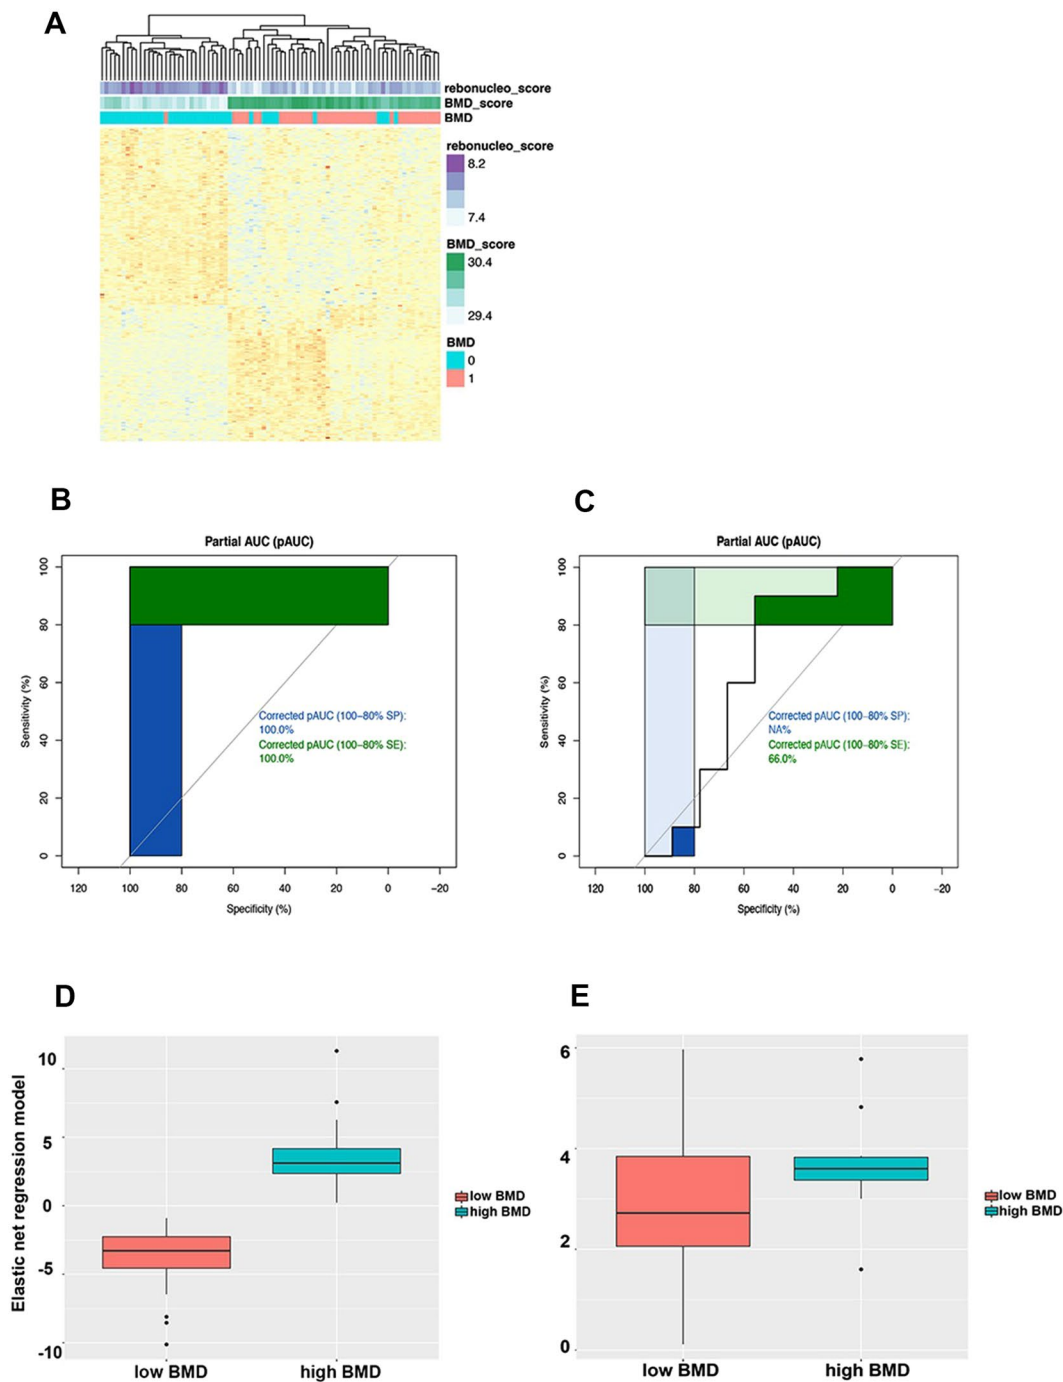 A
rebonucleo_score
BMD_score
BMD
rebonucleo_score
8.2
7.4
BMD_score
30.4
29.4
BMD
0
1
B
Partial AUC (pAUC)
Sensitivity (%)
100
80
60
40
20
0
Corrected pAUC (100–80% SP):
100.0%
Corrected pAUC (100–80% SE):
100.0%
120 100 80 60 40 20 0 −20
Specificity (%)
C
Partial AUC (pAUC)
Sensitivity (%)
100
80
60
40
20
0
Corrected pAUC (100–80% SP):
NA%
Corrected pAUC (100–80% SE):
66.0%
120 100 80 60 40 20 0 −20
Specificity (%)
D
Elastic net regression model
10
5
0
-5
-10
low BMD high BMD
low BMD
high BMD
E
6
4
2
0
low BMD high BMD
low BMD
high BMD